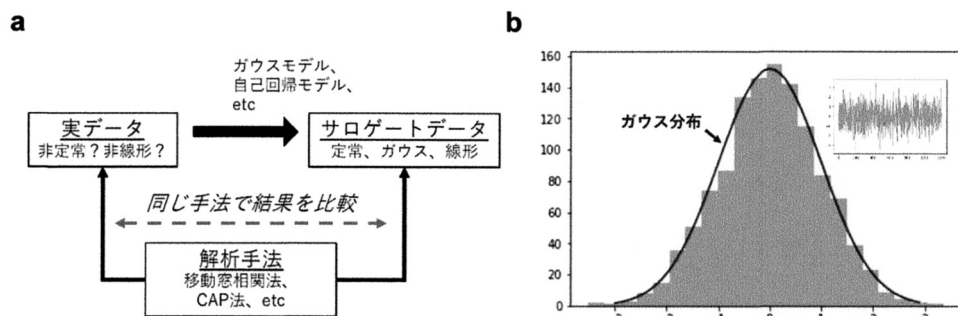 a
ガウスモデル、
自己回帰モデル、
etc
実データ
非定常？非線形？
サロゲートデータ
定常、ガウス、線形
同じ手法で結果を比較
解析手法
移動窓相関法、
CAP法、etc
b
160
140
120
100
80
60
40
20
0
ガウス分布